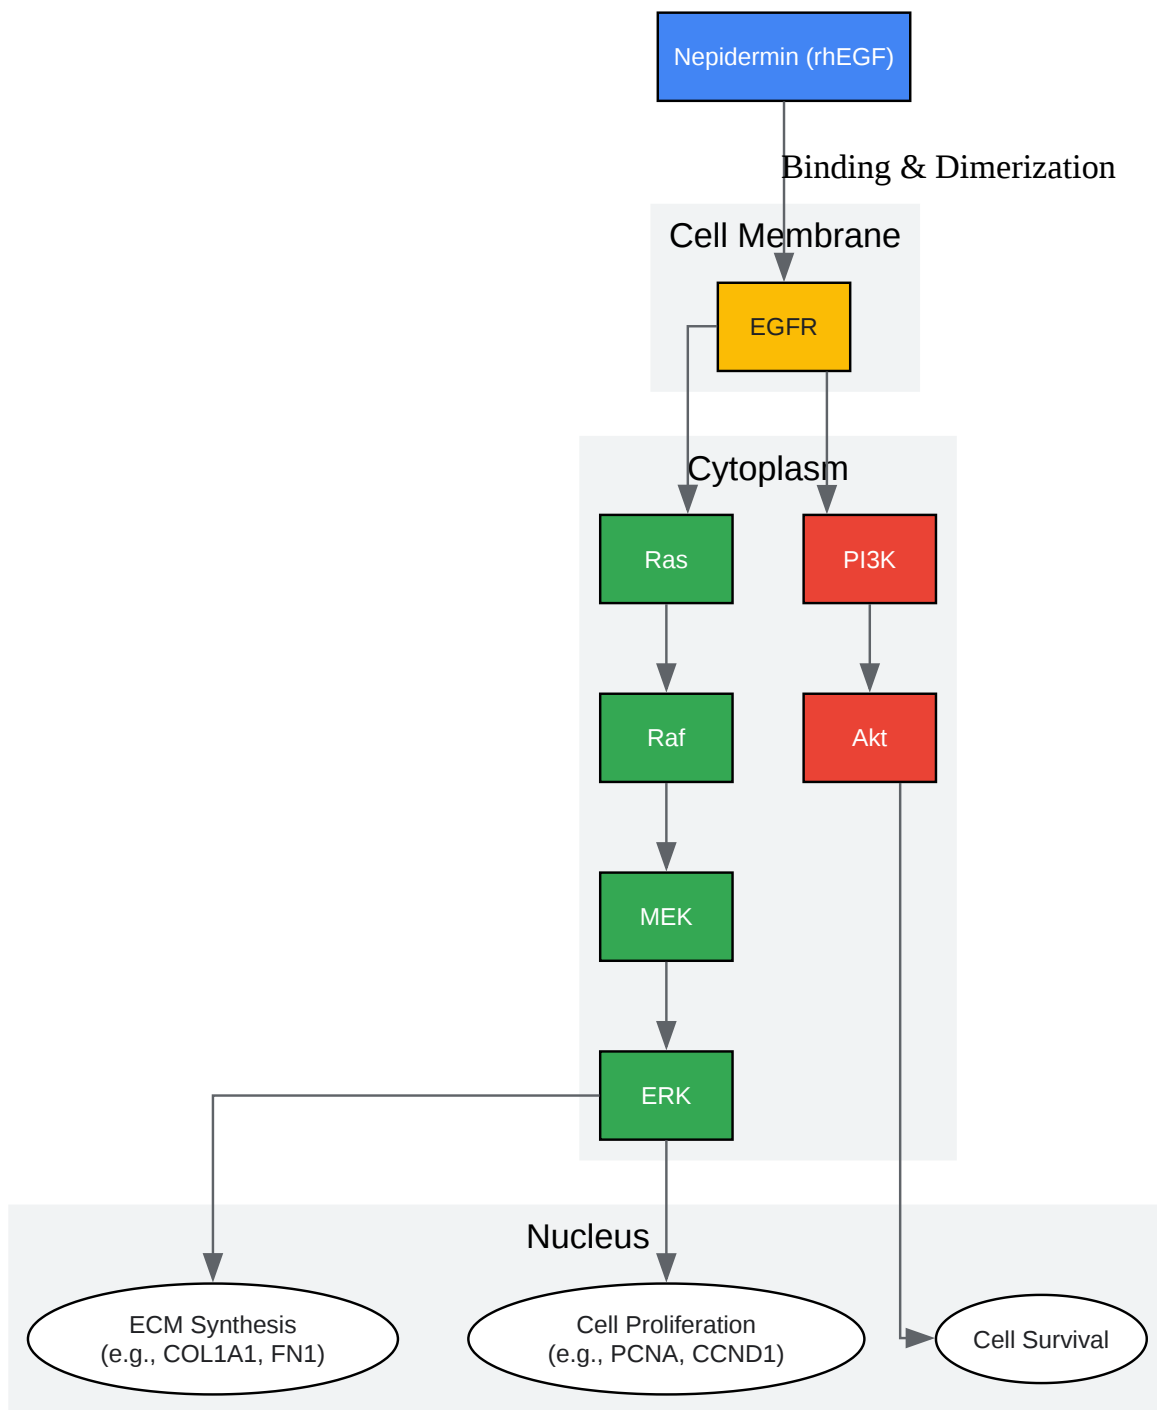 Nepidermin (rhEGF)
Binding & Dimerization
Cell Membrane
EGFR
Cytoplasm
Ras
PI3K
Raf
Akt
MEK
ERK
Nucleus
ECM Synthesis
(e.g., COL1A1, FN1)
Cell Proliferation
(e.g., PCNA, CCND1)
Cell Survival